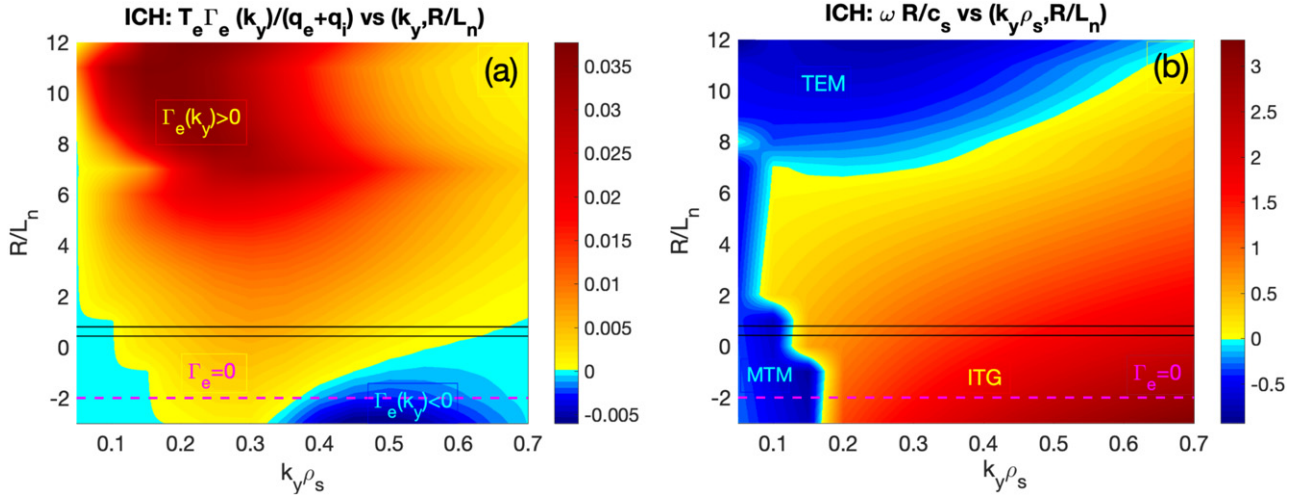 ICH: T_e Γ_e (k_y)/(q_e+q_i) vs (k_y,R/L_n)
(a)
Γ_e(k_y)>0
Γ_e=0
Γ_e(k_y)<0
12
10
8
6
4
2
0
-2
R/L_n
0.1 0.2 0.3 0.4 0.5 0.6 0.7
k_yρ_s
0.035
0.03
0.025
0.02
0.015
0.01
0.005
0
-0.005
ICH: ω R/c_s vs (k_yρ_s,R/L_n)
(b)
TEM
MTM
ITG
Γ_e=0
12
10
8
6
4
2
0
-2
R/L_n
0.1 0.2 0.3 0.4 0.5 0.6 0.7
k_yρ_s
3
2.5
2
1.5
1
0.5
0
-0.5